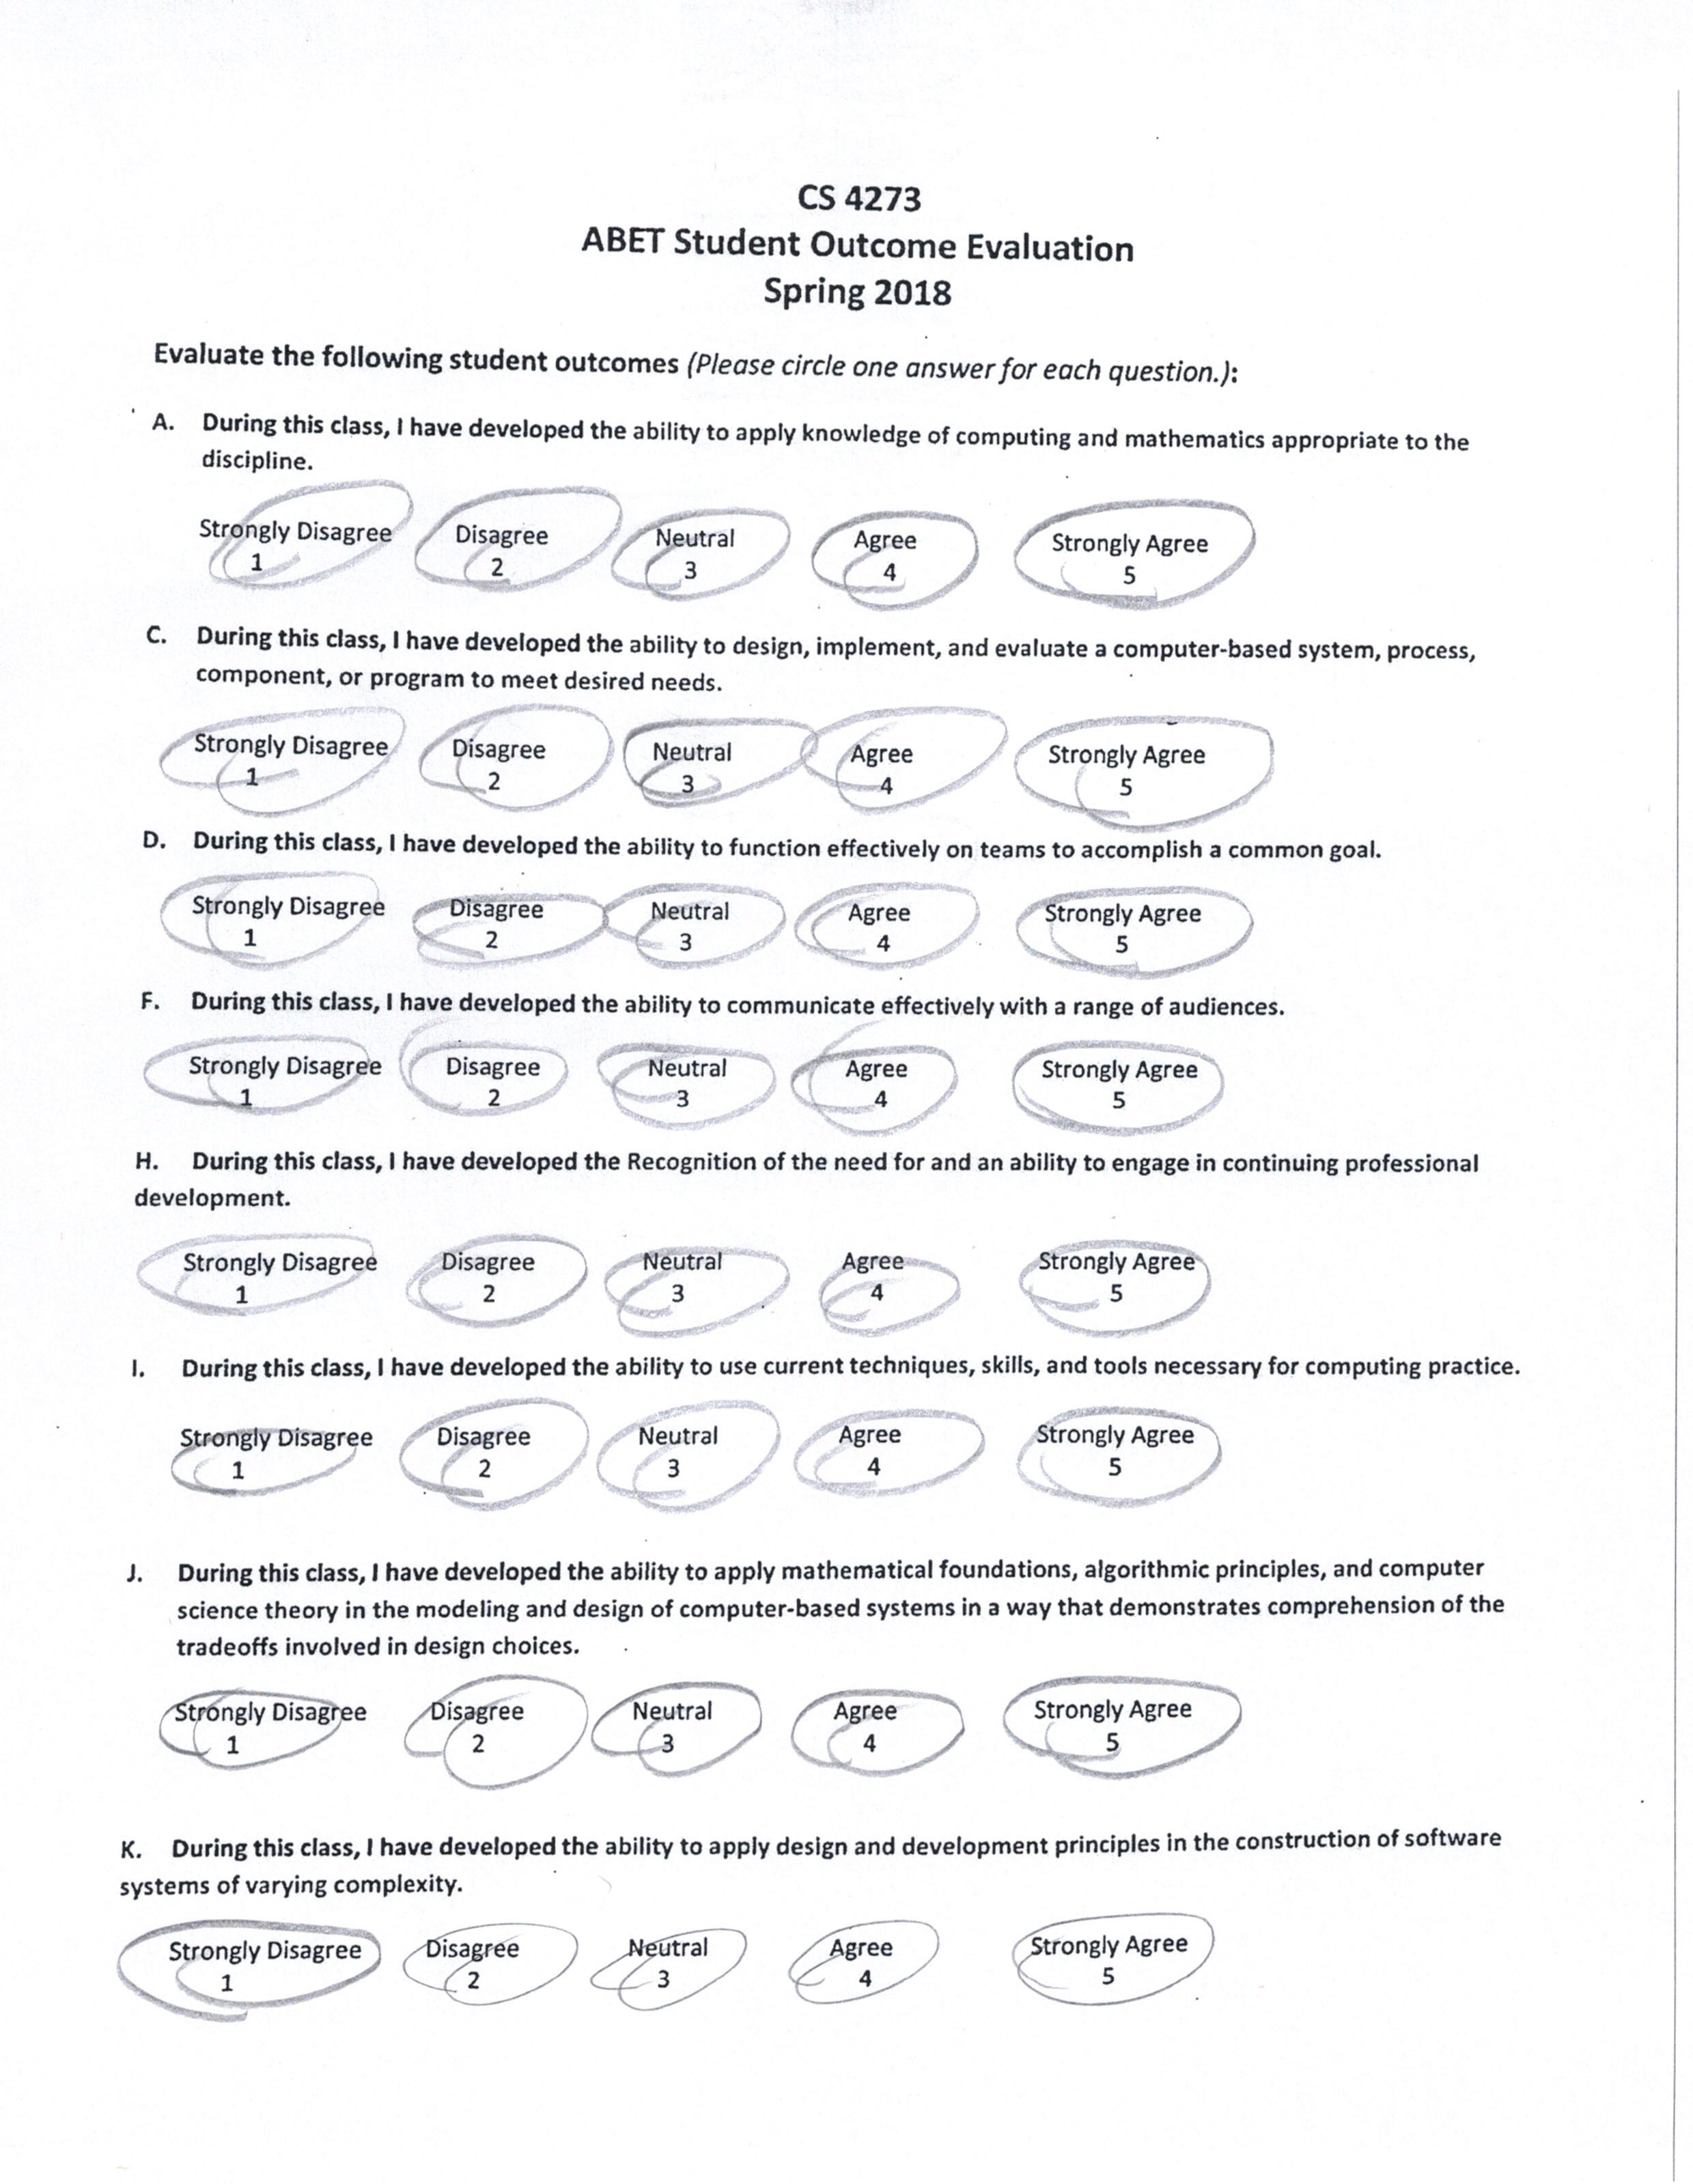 CS 4273
ABET Student Outcome Evaluation
Spring 2018
Evaluate the following student outcomes (Please circle one answer for each question.):
A. During this class, I have developed the ability to apply knowledge of computing and mathematics appropriate to the
discipline.
Strongly Disagree Disagree Neutral Agree Strongly Agree
1 2 3 4 5
C. During this class, I have developed the ability to design, implement, and evaluate a computer-based system, process,
component, or program to meet desired needs.
Strongly Disagree Disagree Neutral Agree Strongly Agree
1 2 3 4 5
D. During this class, I have developed the ability to function effectively on teams to accomplish a common goal.
Strongly Disagree Disagree Neutral Agree Strongly Agree
1 2 3 4 5
F. During this class, I have developed the ability to communicate effectively with a range of audiences.
Strongly Disagree Disagree Neutral Agree Strongly Agree
1 2 3 4 5
H. During this class, I have developed the Recognition of the need for and an ability to engage in continuing professional
development.
Strongly Disagree Disagree Neutral Agree Strongly Agree
1 2 3 4 5
I. During this class, I have developed the ability to use current techniques, skills, and tools necessary for computing practice.
Strongly Disagree Disagree Neutral Agree Strongly Agree
1 2 3 4 5
J. During this class, I have developed the ability to apply mathematical foundations, algorithmic principles, and computer
science theory in the modeling and design of computer-based systems in a way that demonstrates comprehension of the
tradeoffs involved in design choices.
Strongly Disagree Disagree Neutral Agree Strongly Agree
1 2 3 4 5
K. During this class, I have developed the ability to apply design and development principles in the construction of software
systems of varying complexity.
Strongly Disagree Disagree Neutral Agree Strongly Agree
1 2 3 4 5